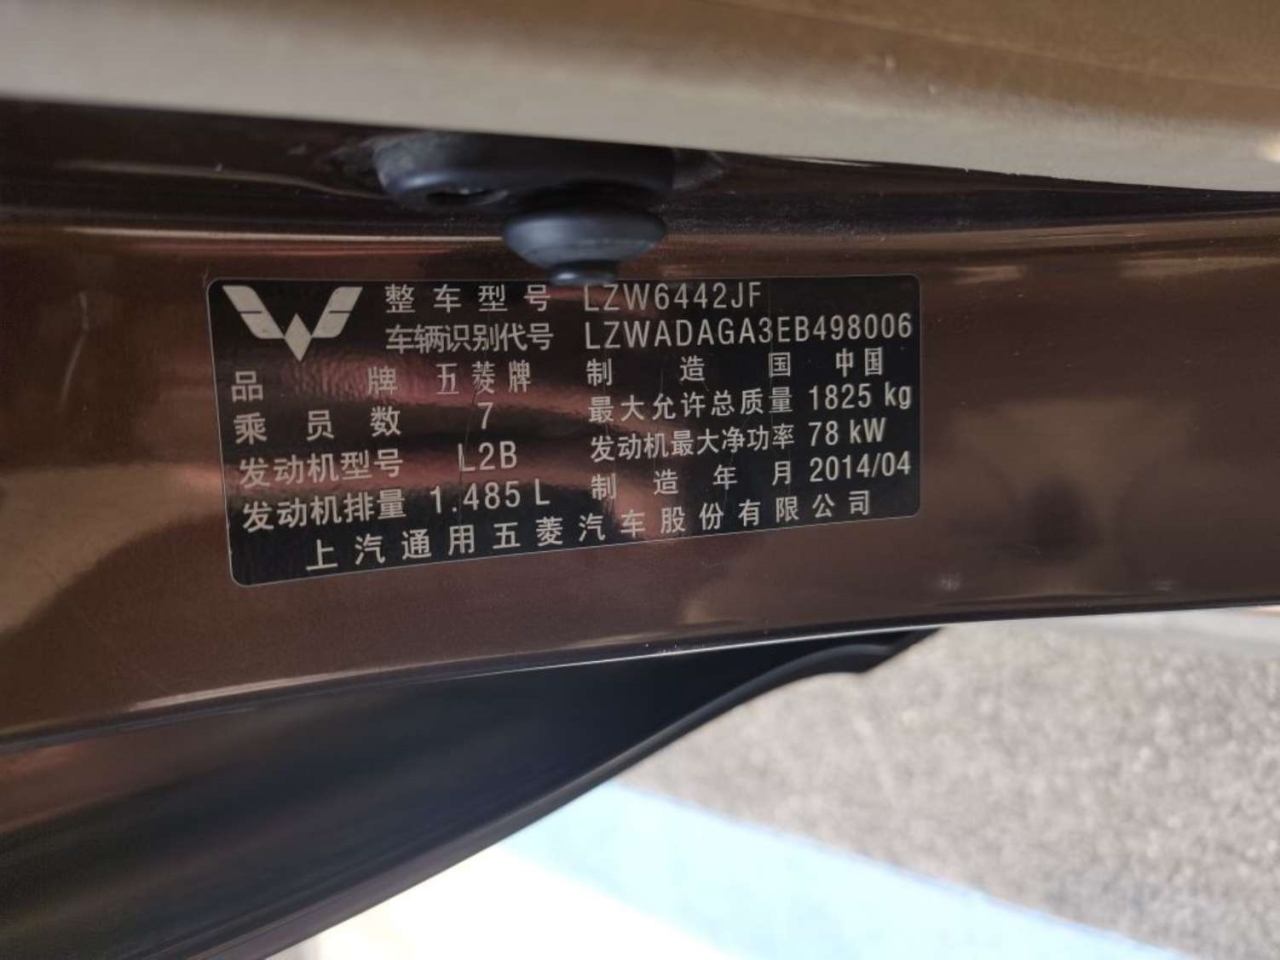 整车型号 LZW6442JF
车辆识别代号 LZWADAGA3EB498006
品牌 五菱牌 制造国 中国
乘员数 7 最大允许总质量 1825 kg
发动机型号 L2B 发动机最大净功率 78 kW
发动机排量 1.485 L 制造年月 2014/04
上汽通用五菱汽车股份有限公司